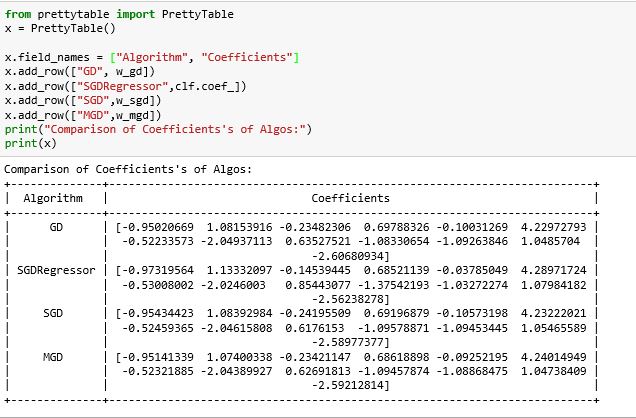 from prettytable import PrettyTable
x = PrettyTable()
x.field_names = ["Algorithm", "Coefficients"]
x.add_row(["GD", w_gd])
x.add_row(["SGDRegressor",clf.coef_])
x.add_row(["SGD",w_sgd])
x.add_row(["MGD",w_mgd])
print("Comparison of Coefficients's of Algos:")
print(x)
Comparison of Coefficients's of Algos:
+--------------+------------------------------------------------------------------+
| Algorithm | Coefficients |
+--------------+------------------------------------------------------------------+
| GD | [-0.95020669 1.08153916 -0.23482306 0.69788326 -0.10031269 4.22972793 |
| | -0.52233573 -2.04937113 0.63527521 -1.08330654 -1.09263846 1.0485704 |
| | -2.60680934] |
| SGDRegressor | [-0.97319564 1.13332097 -0.14539445 0.68521139 -0.03785049 4.28971724 |
| | -0.53008002 -2.0246003 0.85443077 -1.37542193 -1.03272274 1.07984182 |
| | -2.56238278] |
| SGD | [-0.95434423 1.08392984 -0.24195509 0.69196879 -0.10573198 4.23222021 |
| | -0.52459365 -2.04615808 0.6176153 -1.09578871 -1.09453445 1.05465589 |
| | -2.58977377] |
| MGD | [-0.95141339 1.07400338 -0.23421147 0.68618898 -0.09252195 4.24014949 |
| | -0.52321885 -2.04389927 0.62691813 -1.09457874 -1.08868475 1.04738409 |
| | -2.59212814] |
+--------------+------------------------------------------------------------------+